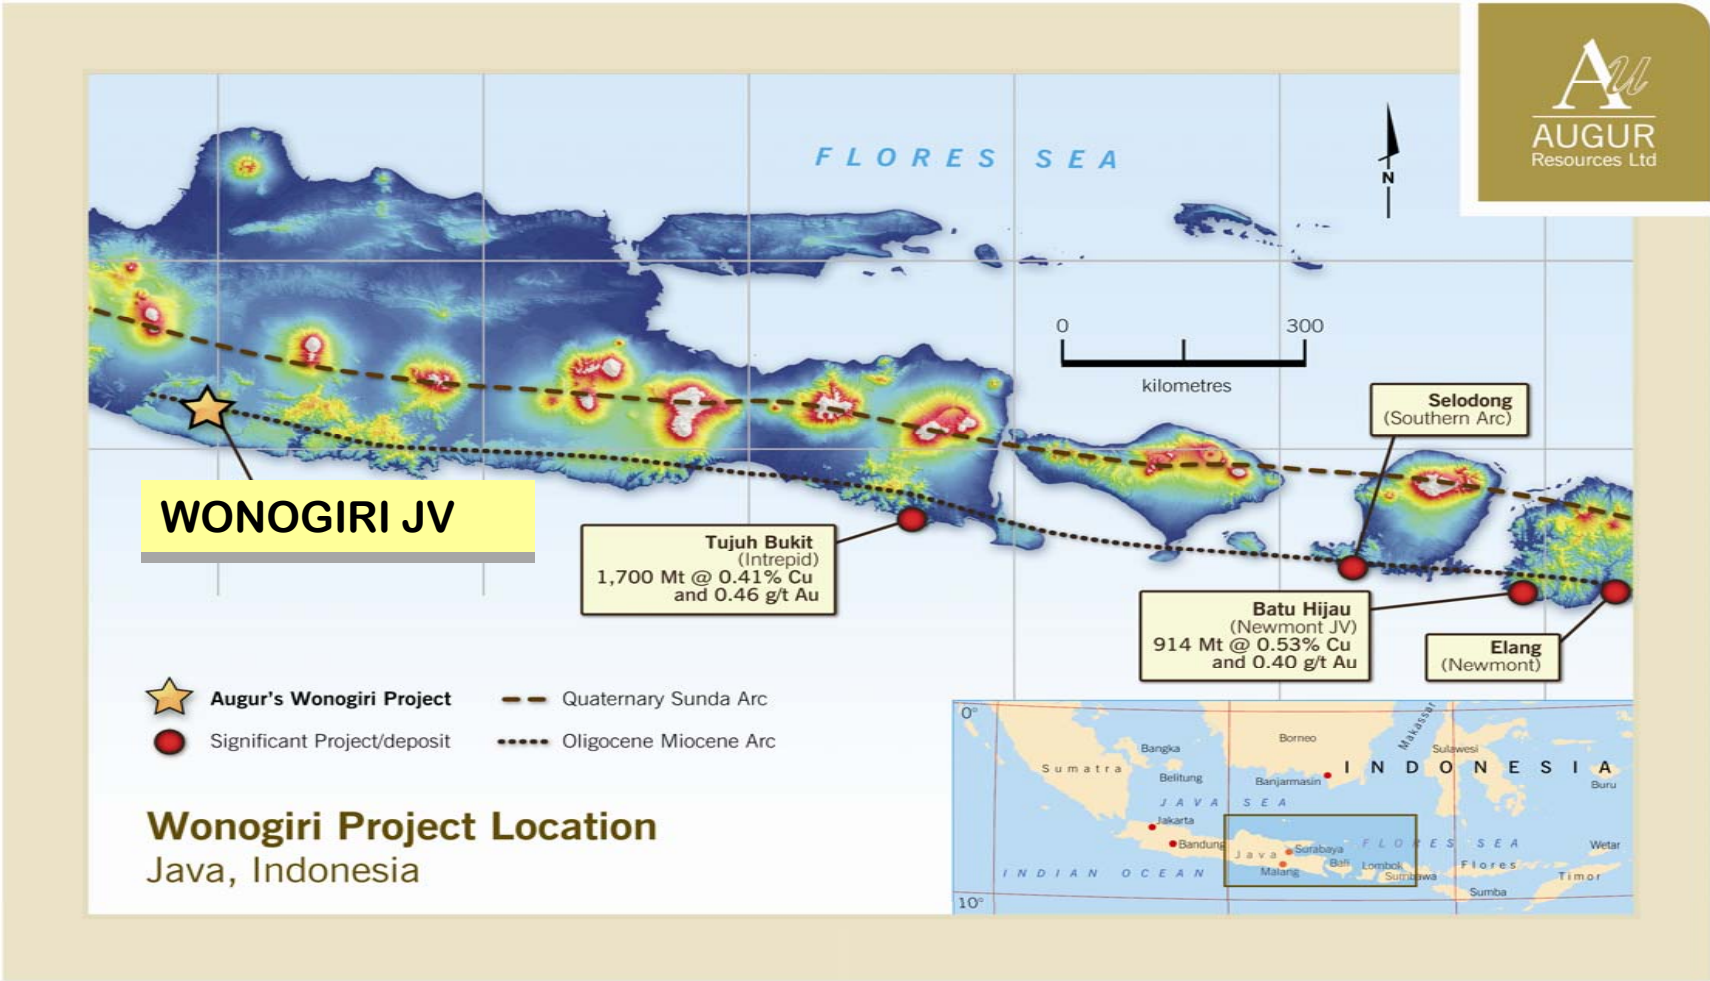 Au
AUGUR
Resources Ltd
FLORES SEA
N
0 300
kilometres
Selodong
(Southern Arc)
WONOGIRI JV
Tujuh Bukit
(Intrepid)
1,700 Mt @ 0.41% Cu
and 0.46 g/t Au
Batu Hijau
(Newmont JV)
914 Mt @ 0.53% Cu
and 0.40 g/t Au
Elang
(Newmont)
Augur's Wonogiri Project
Quaternary Sunda Arc
Significant Project/deposit
Oligocene Miocene Arc
Wonogiri Project Location
Java, Indonesia
0°
Makassar
Borneo
Bangka
Sulawesi
Sumatra
INDONESIA
Belitung
Banjarmasin
Buru
JAVA SEA
Jakarta
Bandung
Java
Surabaya
FLORES SEA
Wetar
Malang
Bali
Lombok
Flores
INDIAN OCEAN
Sumbawa
Timor
Sumba
10°